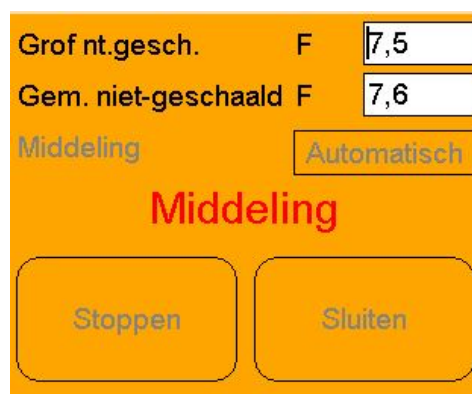 Grof nt.gesch. F 7,5
Gem. niet-geschaald F 7,6
Middeling Automatisch
Middeling
Stoppen Sluiten